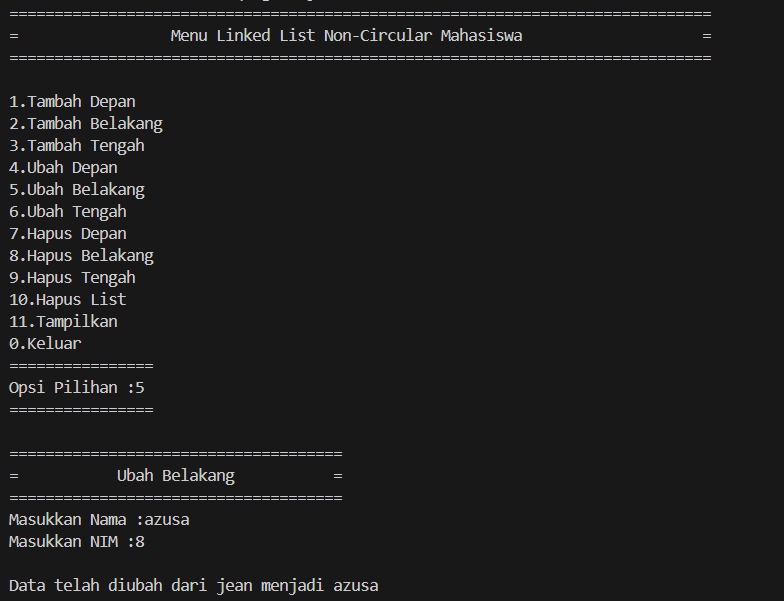 ==============================================================================
=                 Menu Linked List Non-Circular Mahasiswa                    =
==============================================================================
1.Tambah Depan
2.Tambah Belakang
3.Tambah Tengah
4.Ubah Depan
5.Ubah Belakang
6.Ubah Tengah
7.Hapus Depan
8.Hapus Belakang
9.Hapus Tengah
10.Hapus List
11.Tampilkan
0.Keluar
================
Opsi Pilihan :5
================
=====================================
=           Ubah Belakang           =
=====================================
Masukkan Nama :azusa
Masukkan NIM :8
Data telah diubah dari jean menjadi azusa